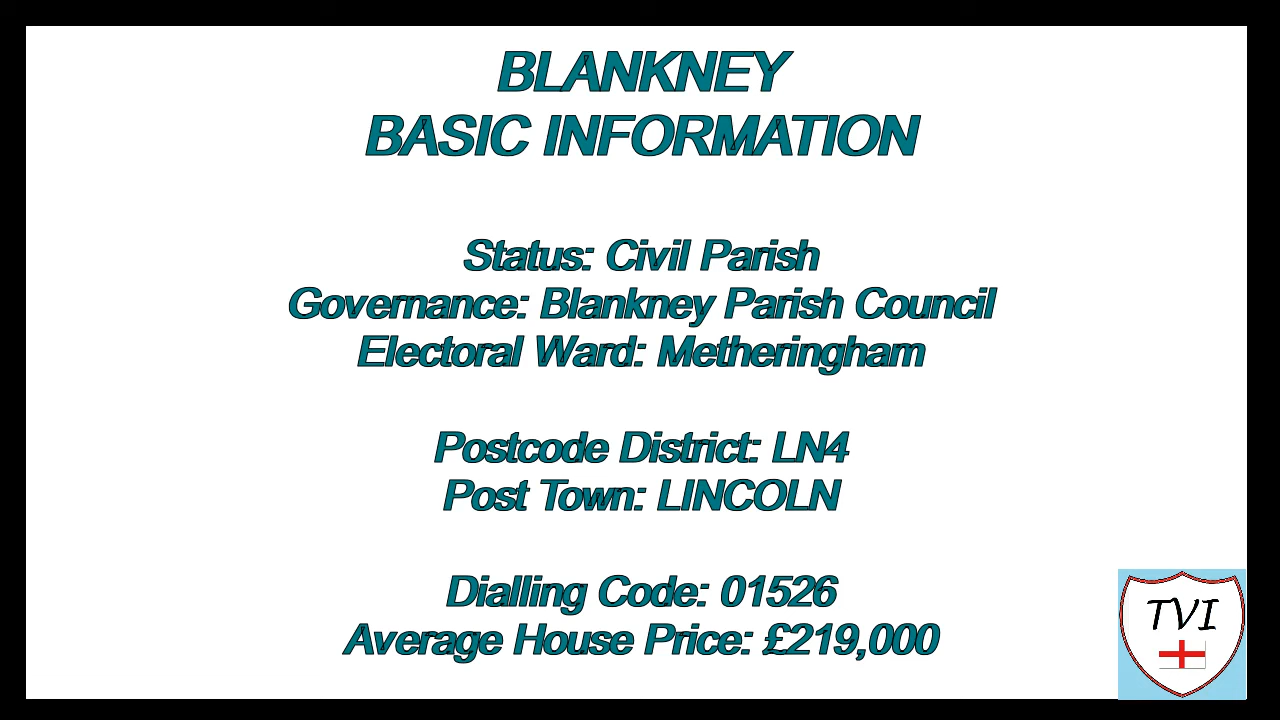 BLANKNEY
BASIC INFORMATION
Status: Civil Parish
Governance: Blankney Parish Council
Electoral Ward: Metheringham
Postcode District: LN4
Post Town: LINCOLN
Dialling Code: 01526
Average House Price: £219,000
TVI